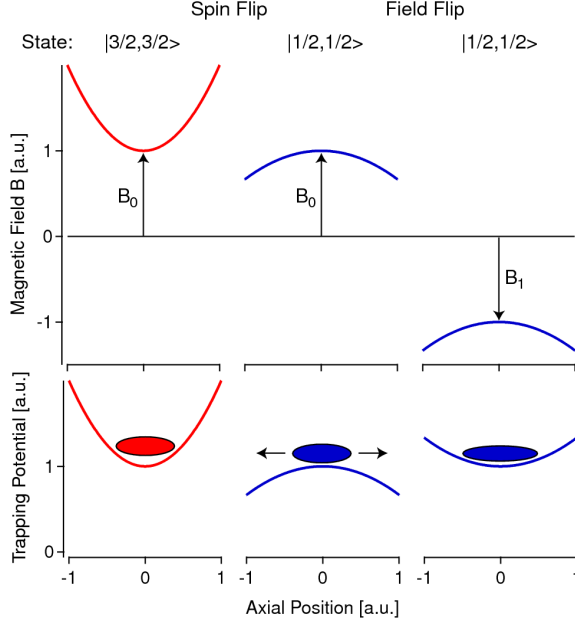 Spin Flip Field Flip
State: |3/2,3/2> |1/2,1/2> |1/2,1/2>
Magnetic Field B [a.u.]
1
0
-1
B0
B0
B1
Trapping Potential [a.u.]
1
0
-1 0 1 -1 0 1 -1 0 1
Axial Position [a.u.]